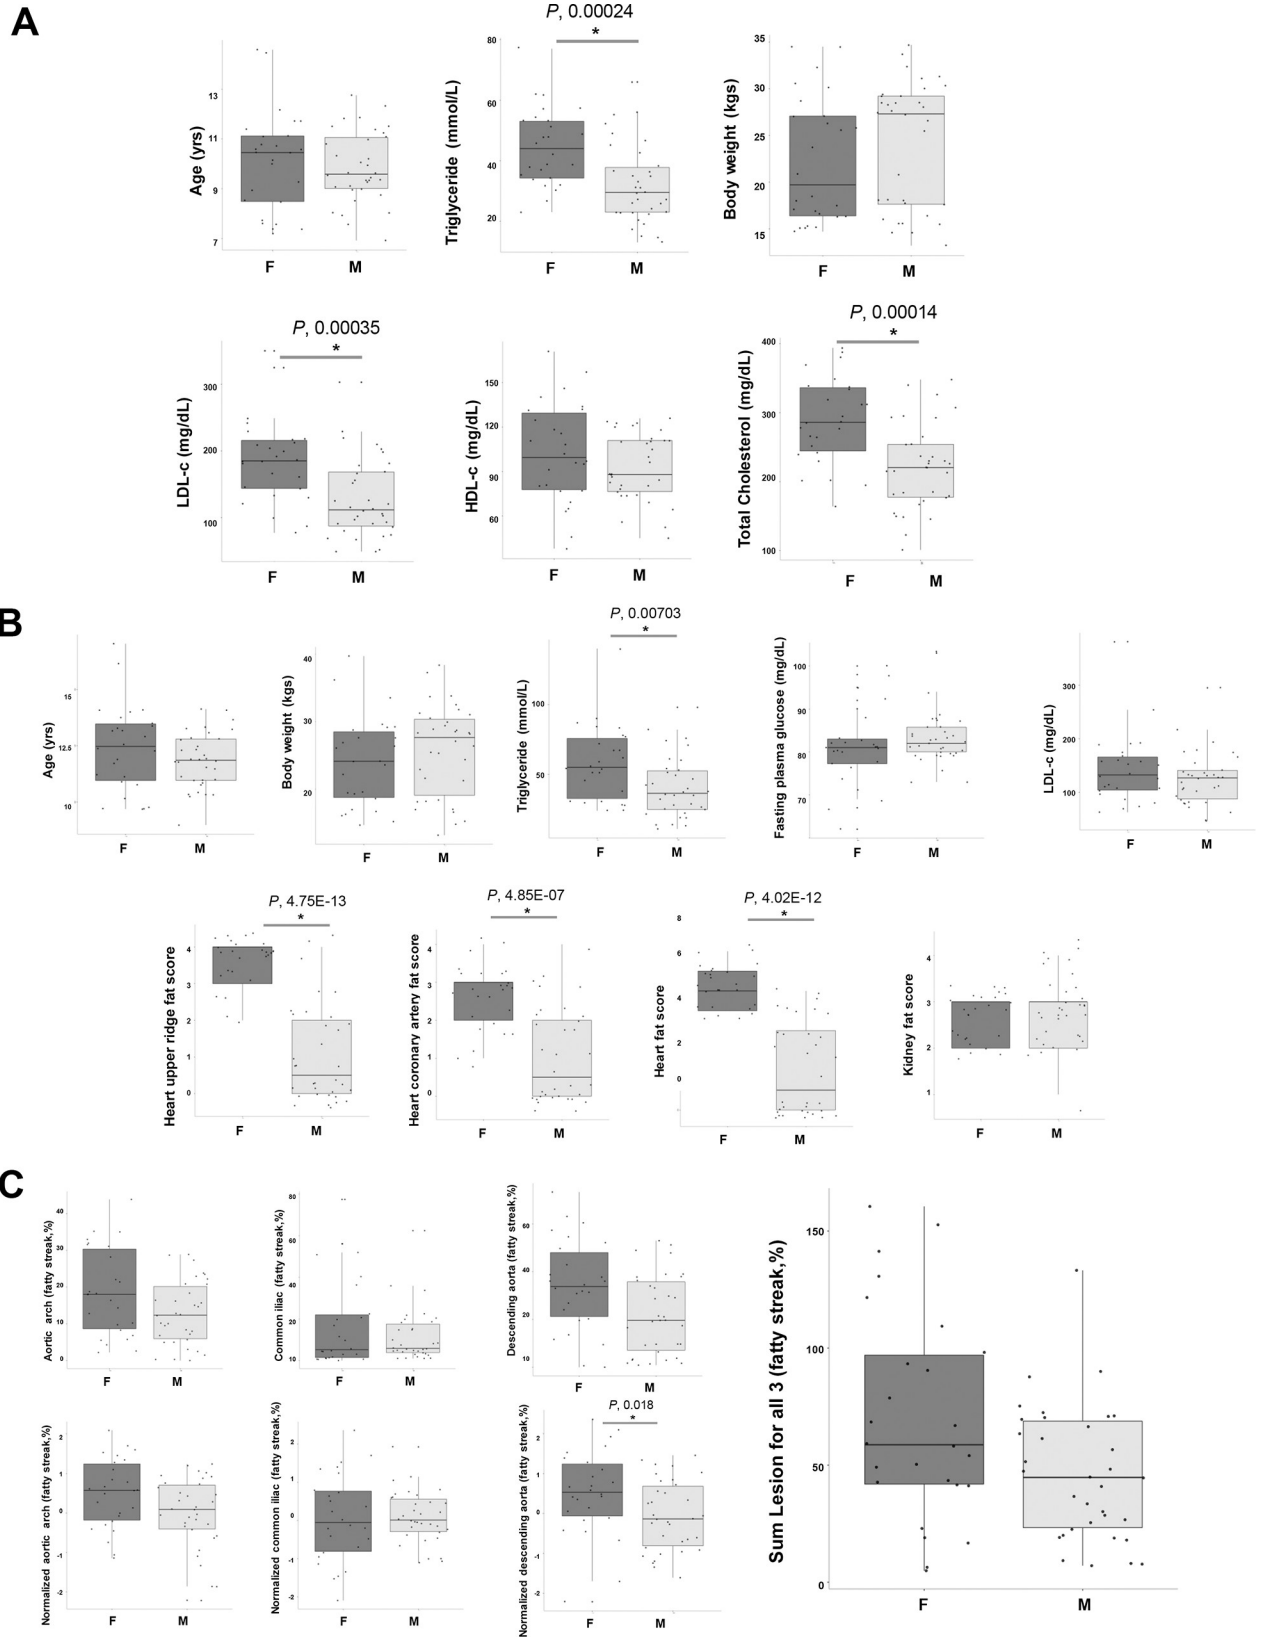 A
P, 0.00024
*
Age (yrs)
13
11
9
7
F
M
Triglyceride (mmol/L)
80
60
40
20
F
M
Body weight (kgs)
35
30
25
20
15
F
M
P, 0.00035
*
LDL-c (mg/dL)
300
200
100
F
M
HDL-c (mg/dL)
150
120
90
60
F
M
P, 0.00014
*
Total Cholesterol (mg/dL)
400
300
200
100
F
M
B
Age (yrs)
15
12.5
10
F
M
Body weight (kgs)
40
30
20
F
M
P, 0.00703
*
Triglyceride (mmol/L)
100
50
F
M
Fasting plasma glucose (mg/dL)
100
90
80
70
F
M
LDL-c (mg/dL)
300
200
100
F
M
P, 4.75E-13
*
Heart upper ridge fat score
4
3
2
1
0
F
M
P, 4.85E-07
*
Heart coronary artery fat score
4
3
2
1
0
F
M
P, 4.02E-12
*
Heart fat score
8
6
4
2
0
F
M
Kidney fat score
4
3
2
1
F
M
C
Aortic arch (fatty streak,%)
40
30
20
10
0
F
M
Common iliac (fatty streak,%)
80
60
40
20
10
F
M
Descending aorta (fatty streak,%)
60
40
20
10
F
M
Normalized aortic arch (fatty streak,%)
2
1
0
-1
-2
F
M
Normalized common iliac (fatty streak,%)
2
1
0
-1
-2
F
M
P, 0.018
*
Normalized descending aorta (fatty streak,%)
2
1
0
-1
-2
F
M
Sum Lesion for all 3 (fatty streak,%)
150
100
50
0
F
M